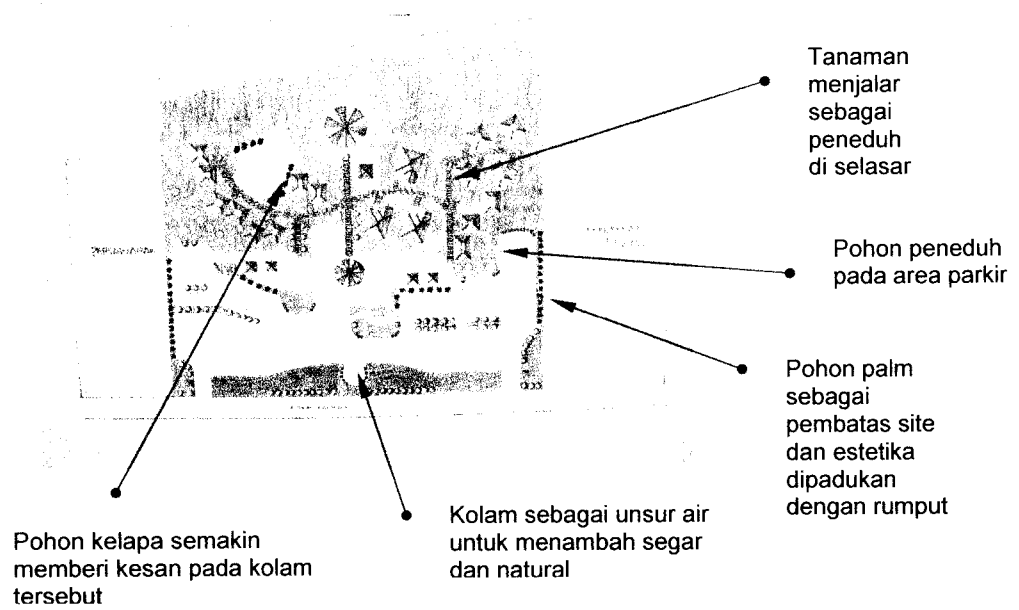 Tanaman
menjalar
sebagai
peneduh
di selasar
Pohon peneduh
pada area parkir
Pohon palm
sebagai
pembatas site
dan estetika
dipadukan
dengan rumput
Kolam sebagai unsur air
untuk menambah segar
dan natural
Pohon kelapa semakin
memberi kesan pada kolam
tersebut